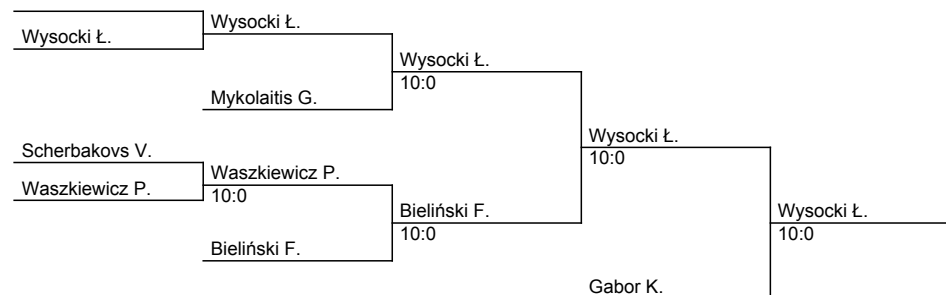 Wysocki Ł.
Wysocki Ł.
Wysocki Ł.
10:0
Mykolaitis G.
Wysocki Ł.
10:0
Scherbakovs V.
Waszkiewicz P.
10:0
Waszkiewicz P.
Bieliński F.
10:0
Wysocki Ł.
10:0
Bieliński F.
Gabor K.